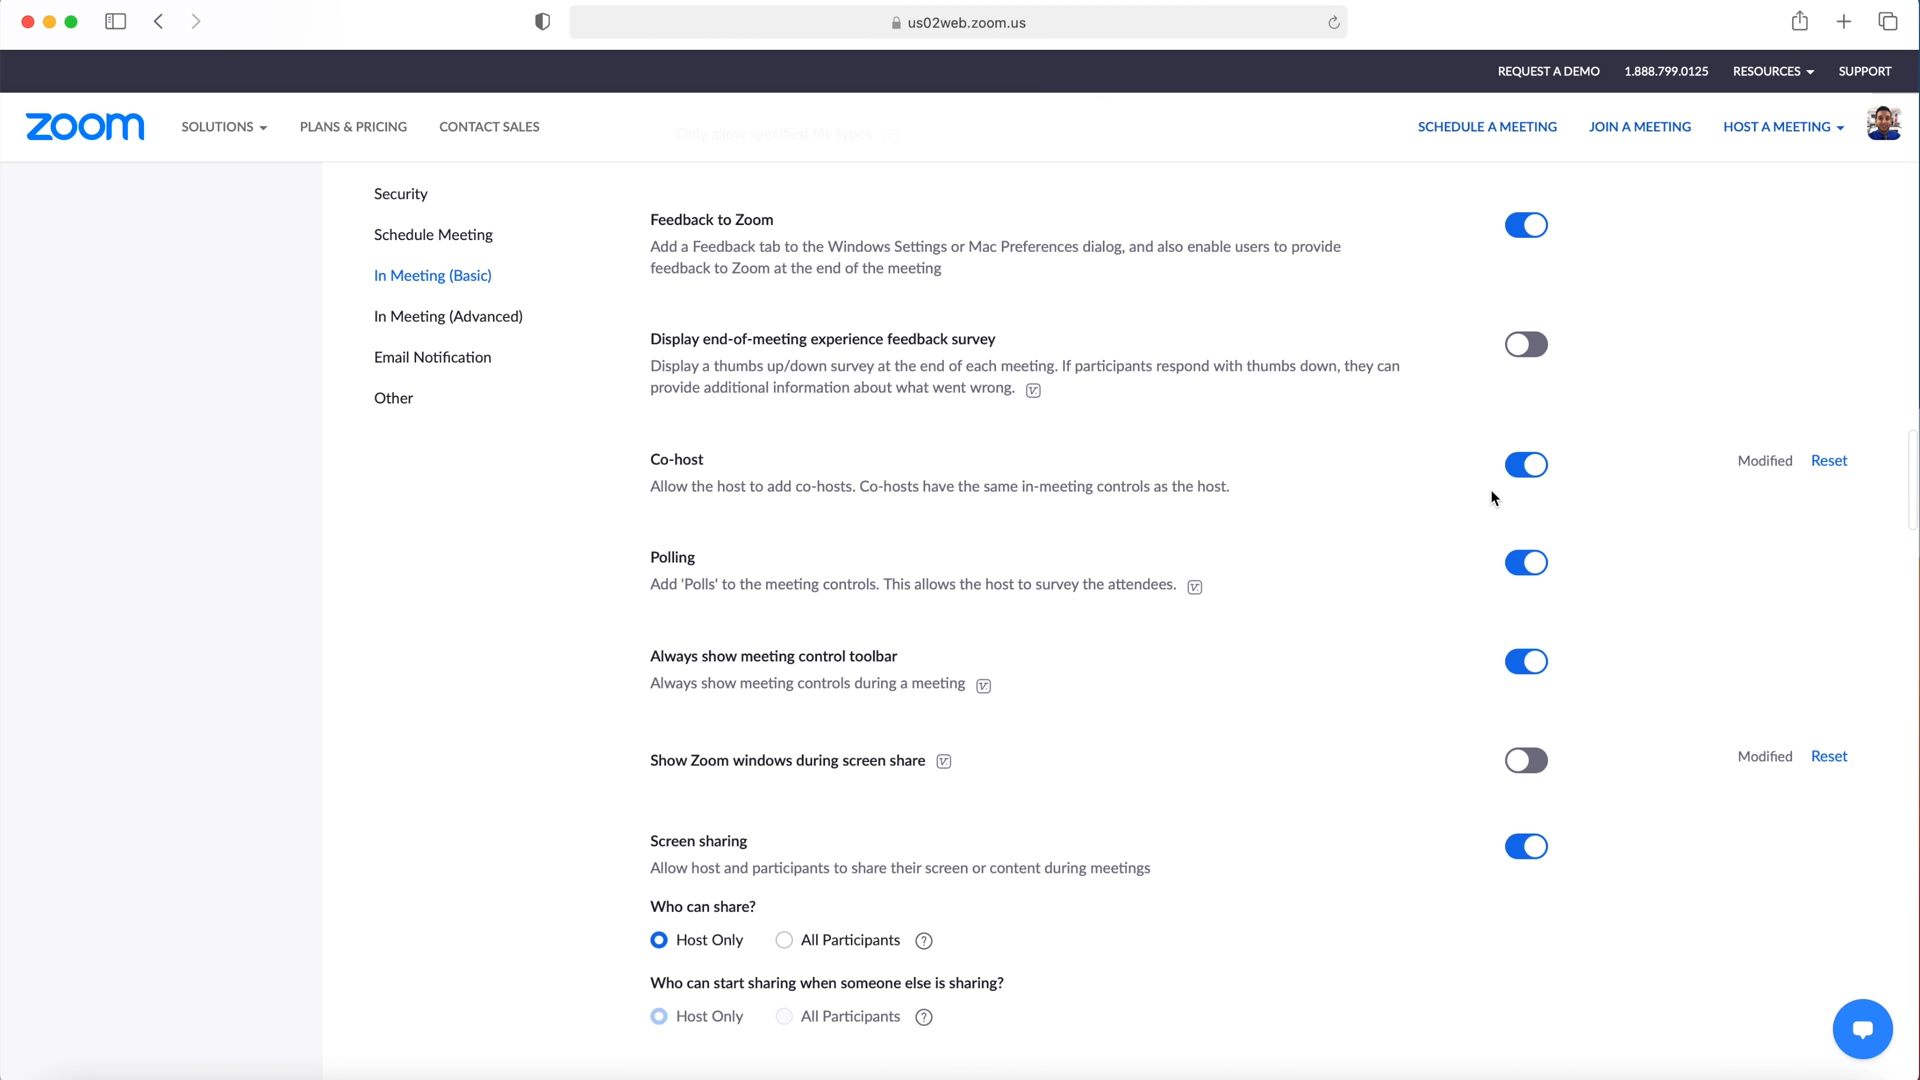 us02web.zoom.us
REQUEST A DEMO 1.888.799.0125 RESOURCES SUPPORT
zoom SOLUTIONS PLANS & PRICING CONTACT SALES SCHEDULE A MEETING JOIN A MEETING HOST A MEETING
Only allow specified file types
Security
Schedule Meeting
In Meeting (Basic)
In Meeting (Advanced)
Email Notification
Other
Feedback to Zoom
Add a Feedback tab to the Windows Settings or Mac Preferences dialog, and also enable users to provide
feedback to Zoom at the end of the meeting
Display end-of-meeting experience feedback survey
Display a thumbs up/down survey at the end of each meeting. If participants respond with thumbs down, they can
provide additional information about what went wrong.
Co-host
Modified Reset
Allow the host to add co-hosts. Co-hosts have the same in-meeting controls as the host.
Polling
Add 'Polls' to the meeting controls. This allows the host to survey the attendees.
Always show meeting control toolbar
Always show meeting controls during a meeting
Show Zoom windows during screen share
Modified Reset
Screen sharing
Allow host and participants to share their screen or content during meetings
Who can share?
Host Only All Participants
Who can start sharing when someone else is sharing?
Host Only All Participants